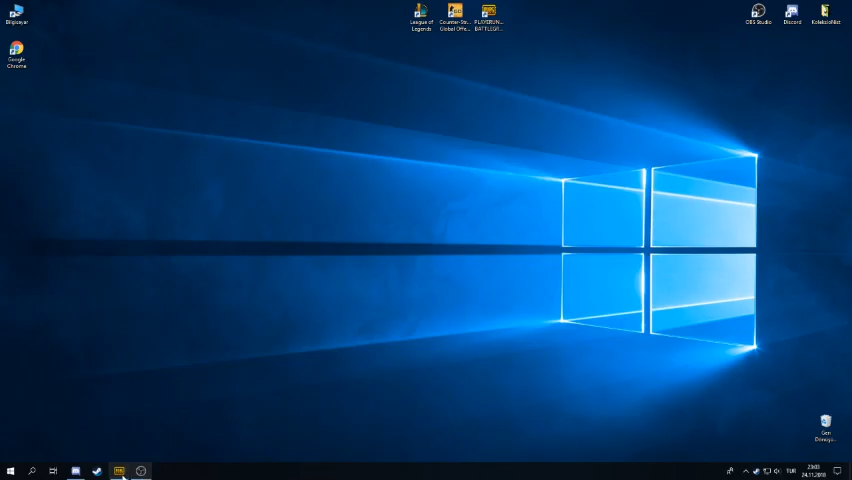 Bilgisayar
Google
Chrome
League of
Legends
Counter-Str...
Global Offe...
PLAYERUN...
BATTLEGR...
OBS Studio
Discord
KoleksioNist
Geri
Dönüşü...
TUR
23:03
24.11.2018